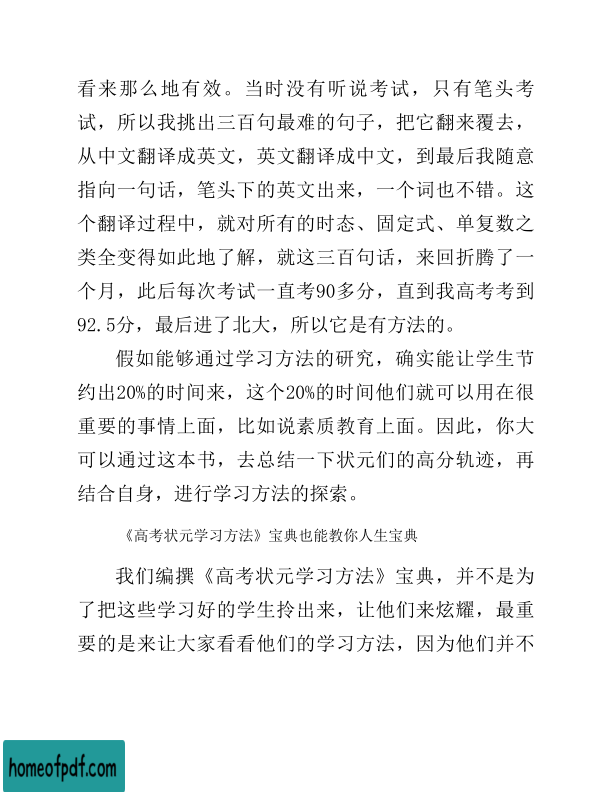 看来那么地有效。当时没有听说考试，只有笔头考
试，所以我挑出三百句最难的句子，把它翻来覆去，
从中文翻译成英文，英文翻译成中文，到最后我随意
指向一句话，笔头下的英文出来，一个词也不错。这
个翻译过程中，就对所有的时态、固定式、单复数之
类全变得如此地了解，就这三百句话，来回折腾了一
个月，此后每次考试一直考90多分，直到我高考考到
92.5分，最后进了北大，所以它是有方法的。
假如能够通过学习方法的研究，确实能让学生节
约出20%的时间来，这个20%的时间他们就可以用在很
重要的事情上面，比如说素质教育上面。因此，你大
可以通过这本书，去总结一下状元们的高分轨迹，再
结合自身，进行学习方法的探索。
《高考状元学习方法》宝典也能教你人生宝典
我们编撰《高考状元学习方法》宝典，并不是为
了把这些学习好的学生拎出来，让他们来炫耀，最重
要的是来让大家看看他们的学习方法，因为他们并不
homeofpdf.com